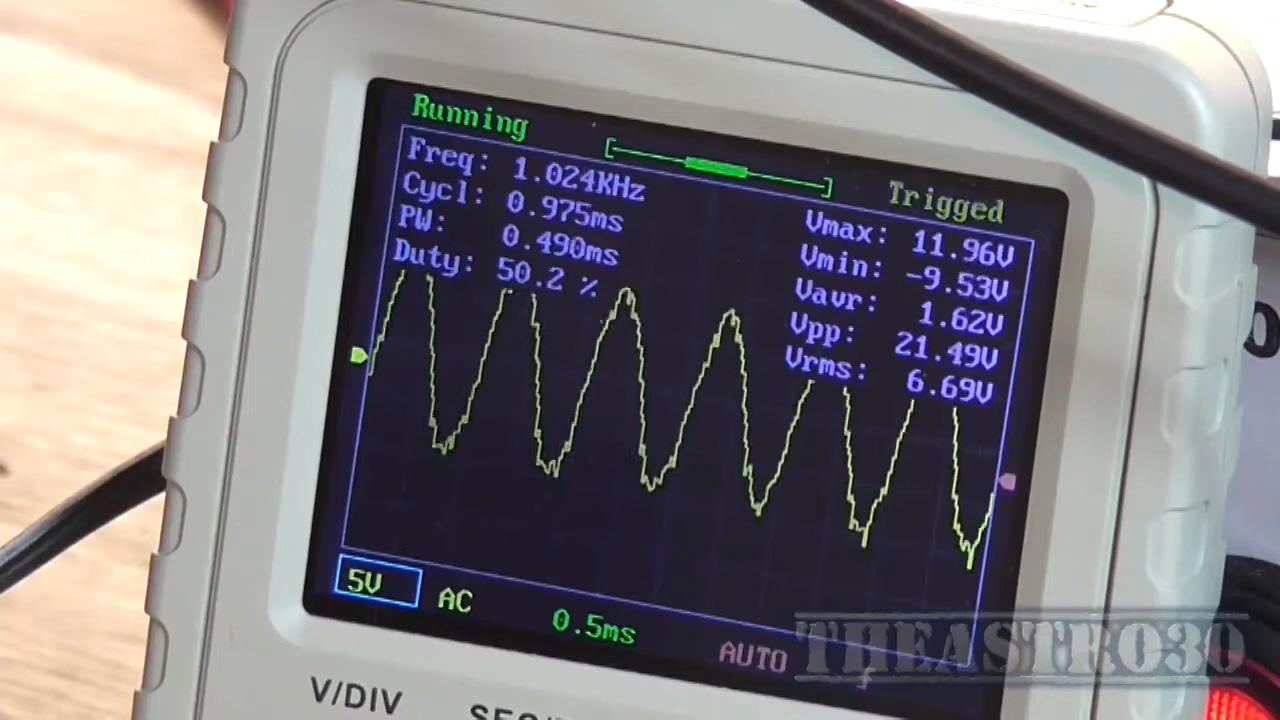 Running
Trigged
Freq: 1.024KHz
Cycl: 0.975ms
PW: 0.490ms
Duty: 50.2 %
Vmax: 11.96V
Vmin: -9.53V
Vavr: 1.62V
Vpp: 21.49V
Vrms: 6.69V
5V AC 0.5ms AUTO
V/DIV
THEASTRO30